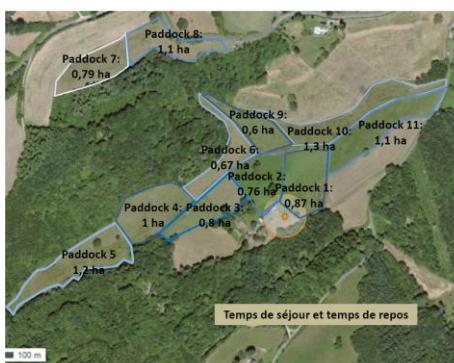 Paddock 8:
1,1 ha
Paddock 7:
0,79 ha
Paddock 9:
0,6 ha
Paddock 10:
1,3 ha
Paddock 11:
1,1 ha
Paddock 6:
0,67 ha
Paddock 2:
0,76 ha
Paddock 1:
0,87 ha
Paddock 4:
1 ha
Paddock 3:
0,8 ha
Paddock 5
1,2 ha
Temps de séjour et temps de repos
100 m